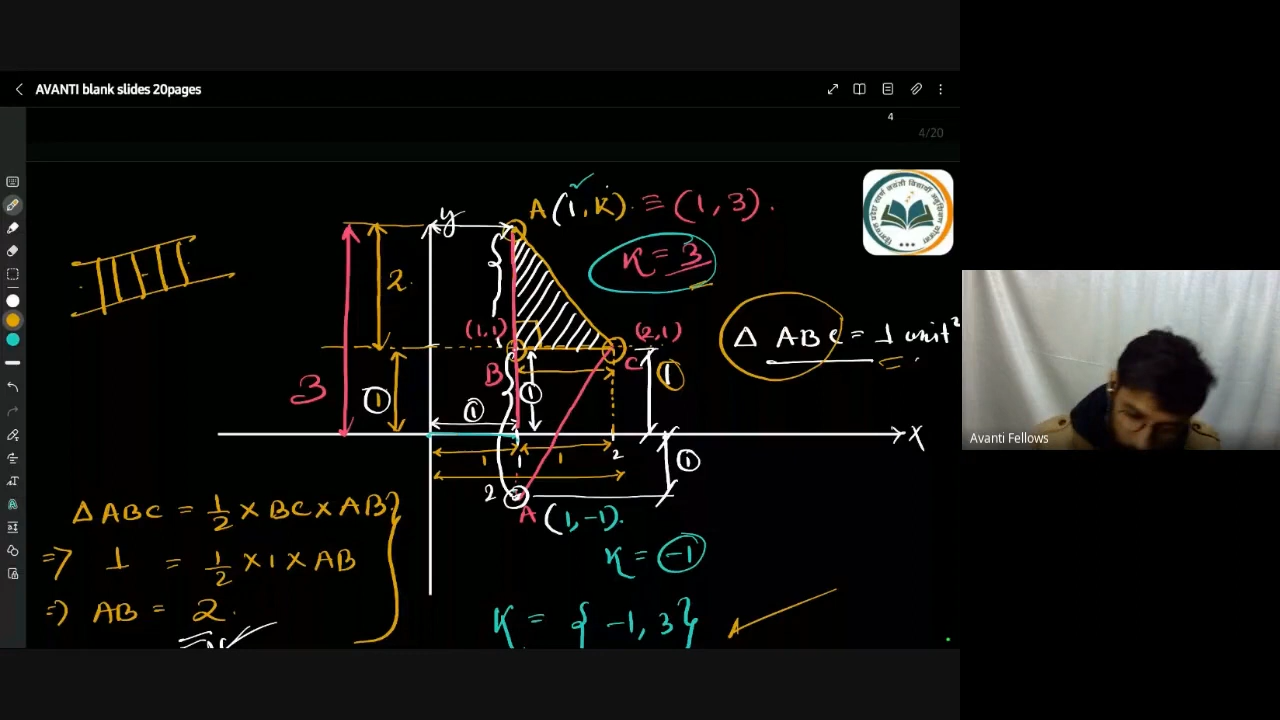 AVANTI blank slides 20pages
4
4/20
y
A (1, K) ≡ (1, 3).
K = 3
2.
(1, 1)
(2, 1)
Δ ABC = 1 unit²
B
C
3
1
1
1
1
1
1
1
2
X
2
1
A (1, -1).
K = -1
Δ ABC = 1/2 × BC × AB
=> 1 = 1/2 × 1 × AB
=> AB = 2.
K = { -1, 3 }
Avanti Fellows